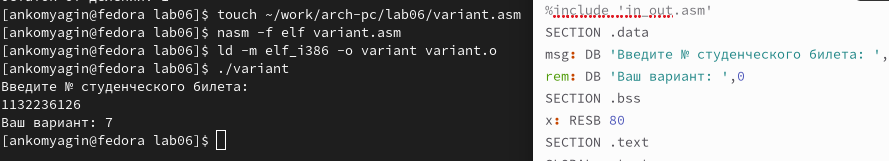 [ankomyagin@fedora lab06]$ touch ~/work/arch-pc/lab06/variant.asm
[ankomyagin@fedora lab06]$ nasm -f elf variant.asm
[ankomyagin@fedora lab06]$ ld -m elf_i386 -o variant variant.o
[ankomyagin@fedora lab06]$ ./variant
Введите № студенческого билета:
1132236126
Ваш вариант: 7
[ankomyagin@fedora lab06]$
%include 'in_out.asm'
SECTION .data
msg: DB 'Введите № студенческого билета: ',
rem: DB 'Ваш вариант: ',0
SECTION .bss
x: RESB 80
SECTION .text